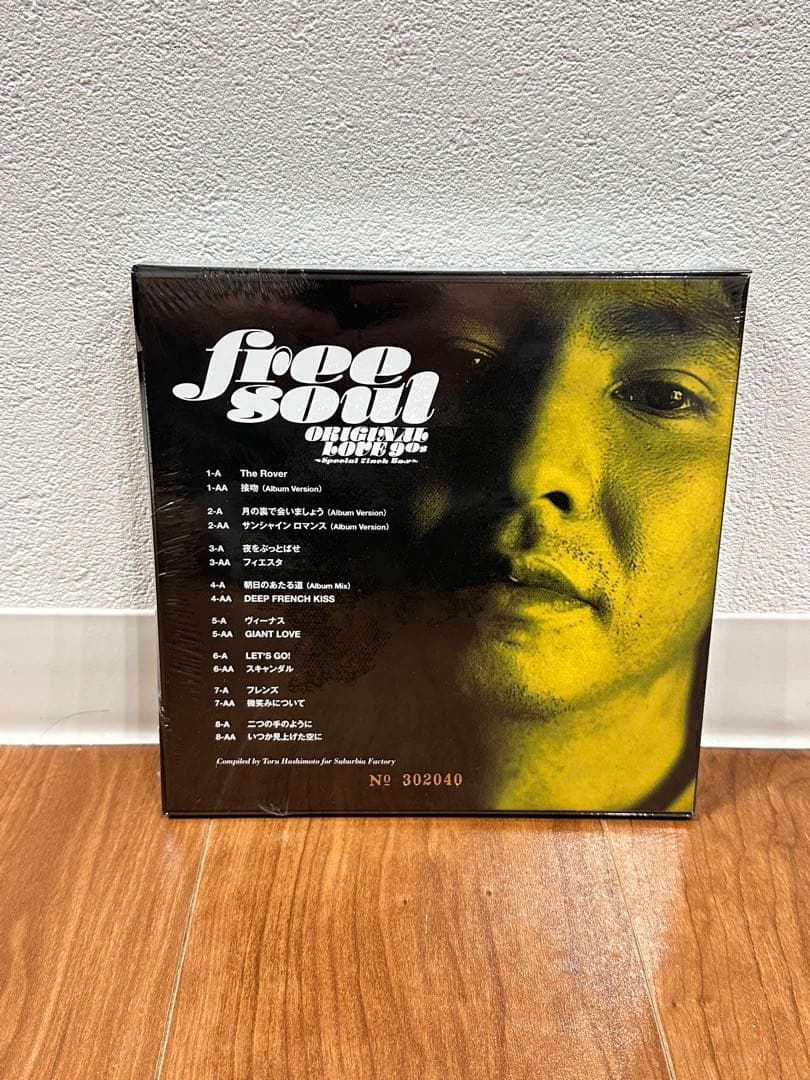 free
soul
ORIGINAL
LOVE 90s
~Special 7inch Box~
1-A The Rover
1-AA 接吻 (Album Version)
2-A 月の裏で会いましょう (Album Version)
2-AA サンシャイン ロマンス (Album Version)
3-A 夜をぶっとばせ
3-AA フィエスタ
4-A 朝日のあたる道 (Album Mix)
4-AA DEEP FRENCH KISS
5-A ヴィーナス
5-AA GIANT LOVE
6-A LET'S GO!
6-AA スキャンダル
7-A フレンズ
7-AA 微笑みについて
8-A 二つの手のように
8-AA いつか見上げた空に
Compiled by Toru Hashimoto for Suburbia Factory
Nº 302040